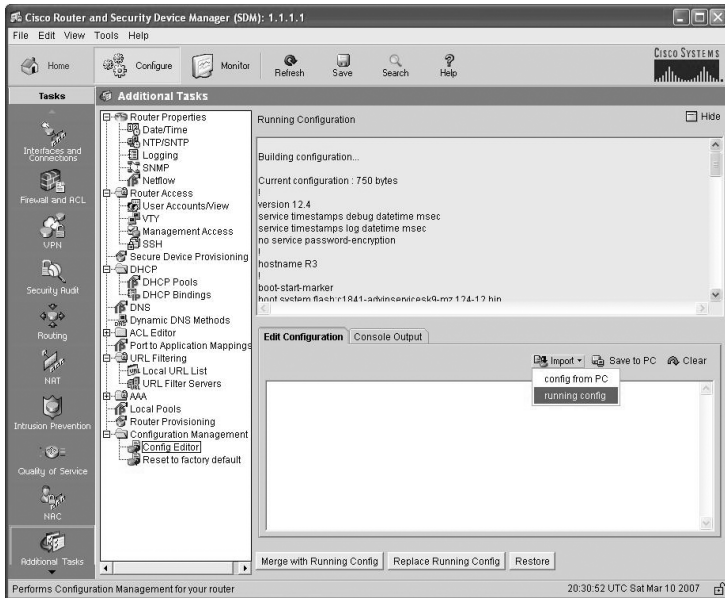 Cisco Router and Security Device Manager (SDM): 1.1.1.1
File Edit View Tools Help
Home Configure Monitor Refresh Save Search Help
CISCO SYSTEMS
Tasks
Additional Tasks
Interfaces and Connections
Firewall and ACL
VPN
Security Audit
Routing
NAT
Intrusion Prevention
Quality of Service
NAC
Additional Tasks
Router Properties
Date/Time
NTP/SNTP
Logging
SNMP
Netflow
Router Access
User Accounts/View
VTY
Management Access
SSH
Secure Device Provisioning
DHCP
DHCP Pools
DHCP Bindings
DNS
Dynamic DNS Methods
ACL Editor
Port to Application Mappings
URL Filtering
Local URL List
URL Filter Servers
AAA
Local Pools
Router Provisioning
Configuration Management
Config Editor
Reset to factory default
Running Configuration
Hide
Building configuration...
Current configuration : 750 bytes
!
version 12.4
service timestamps debug datetime msec
service timestamps log datetime msec
no service password-encryption
!
hostname R3
!
boot-start-marker
boot system flash:c1841-advipservicesk9-mz.124-12.bin
Edit Configuration Console Output
Import Save to PC Clear
config from PC
running config
Merge with Running Config Replace Running Config Restore
Performs Configuration Management for your router
20:30:52 UTC Sat Mar 10 2007